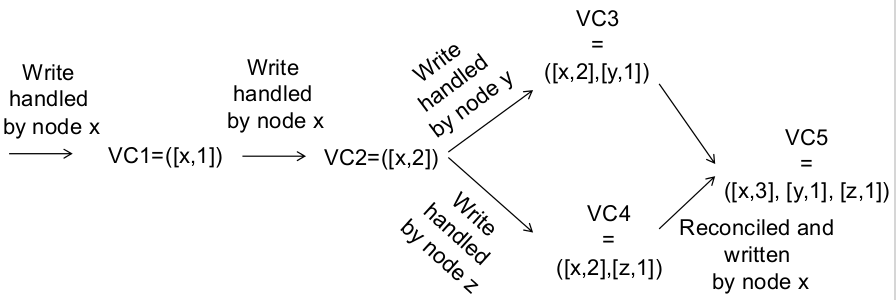 Write
handled
by node x
VC1=([x,1])
Write
handled
by node x
VC2=([x,2])
Write
handled
by node y
VC3
=
([x,2],[y,1])
Write
handled
by node z
VC4
=
([x,2],[z,1])
VC5
=
([x,3], [y,1], [z,1])
Reconciled and
written
by node x